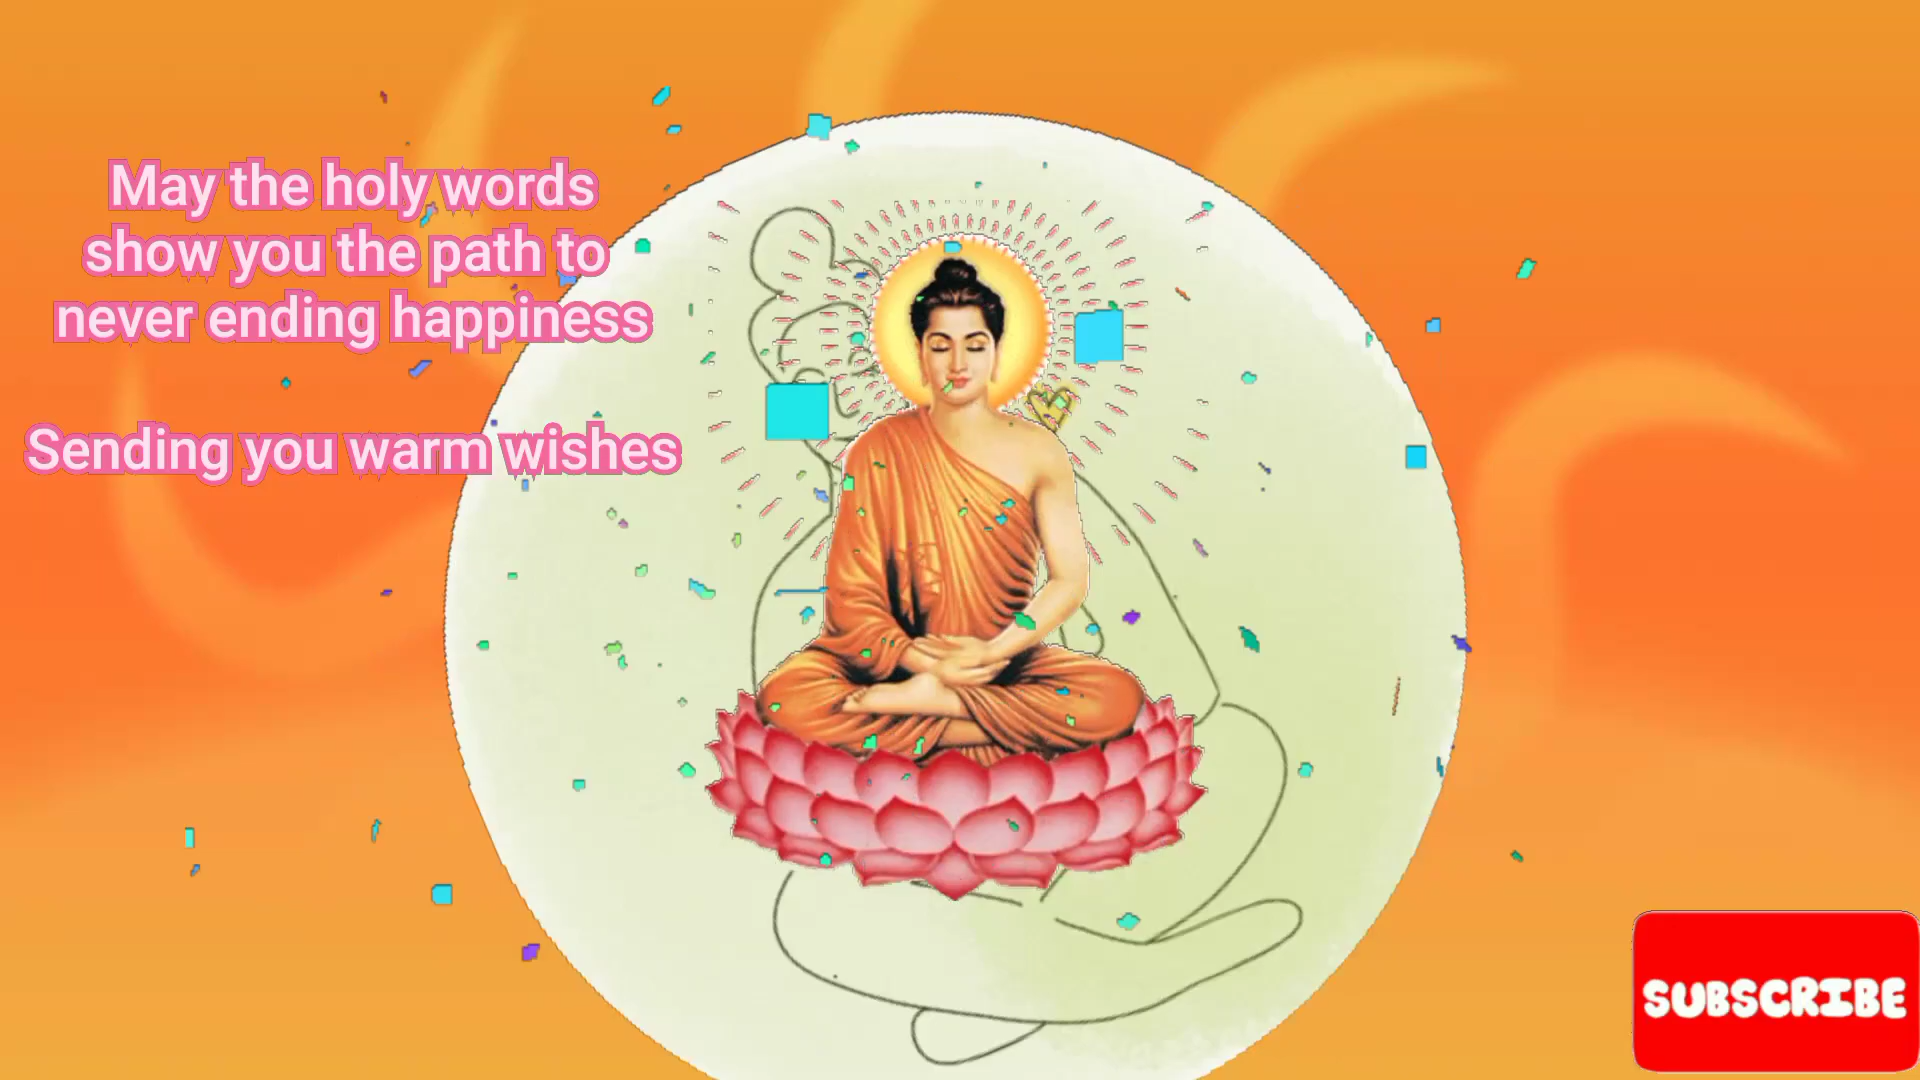 May the holy words
show you the path to
never ending happiness
Sending you warm wishes
SUBSCRIBE